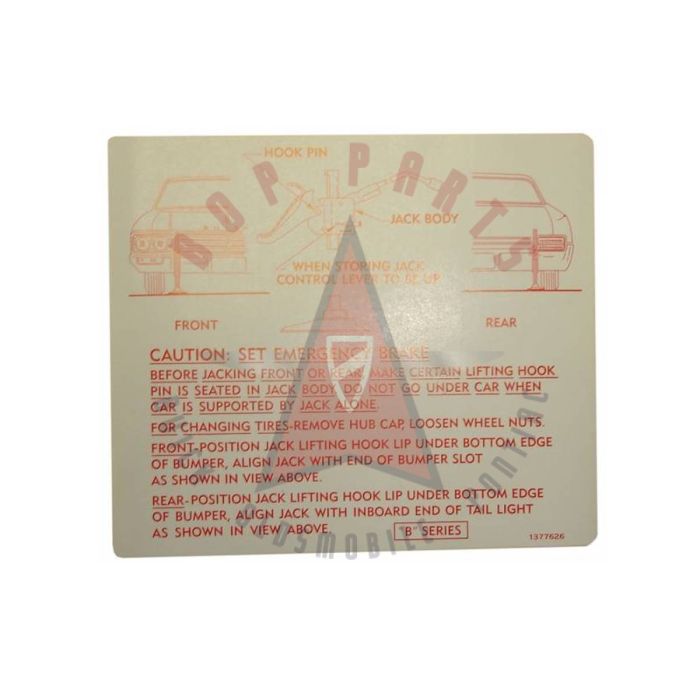 BOP PARTS
HOOK PIN
JACK BODY
WHEN STORING JACK
CONTROL LEVER TO BE UP
FRONT
REAR
CAUTION: SET EMERGENCY BRAKE
BEFORE JACKING FRONT OR REAR, MAKE CERTAIN LIFTING HOOK
PIN IS SEATED IN JACK BODY. DO NOT GO UNDER CAR WHEN
CAR IS SUPPORTED BY JACK ALONE.
FOR CHANGING TIRES-REMOVE HUB CAP, LOOSEN WHEEL NUTS.
FRONT-POSITION JACK LIFTING HOOK LIP UNDER BOTTOM EDGE
OF BUMPER, ALIGN JACK WITH END OF BUMPER SLOT
AS SHOWN IN VIEW ABOVE.
REAR-POSITION JACK LIFTING HOOK LIP UNDER BOTTOM EDGE
OF BUMPER, ALIGN JACK WITH INBOARD END OF TAIL LIGHT
AS SHOWN IN VIEW ABOVE.
"B" SERIES
1377626
BUICK OLDSMOBILE PONTIAC